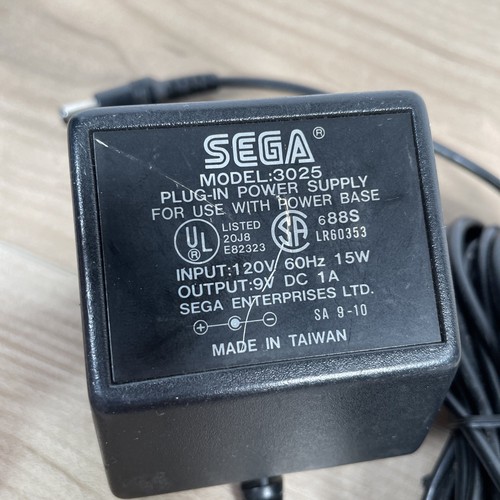 SEGA®
MODEL:3025
PLUG-IN POWER SUPPLY
FOR USE WITH POWER BASE
UL LISTED 20J8 E82323 SA 688S LR60353
INPUT:120V 60Hz 15W
OUTPUT:9V DC 1A
SEGA ENTERPRISES LTD.
SA 9-10
MADE IN TAIWAN